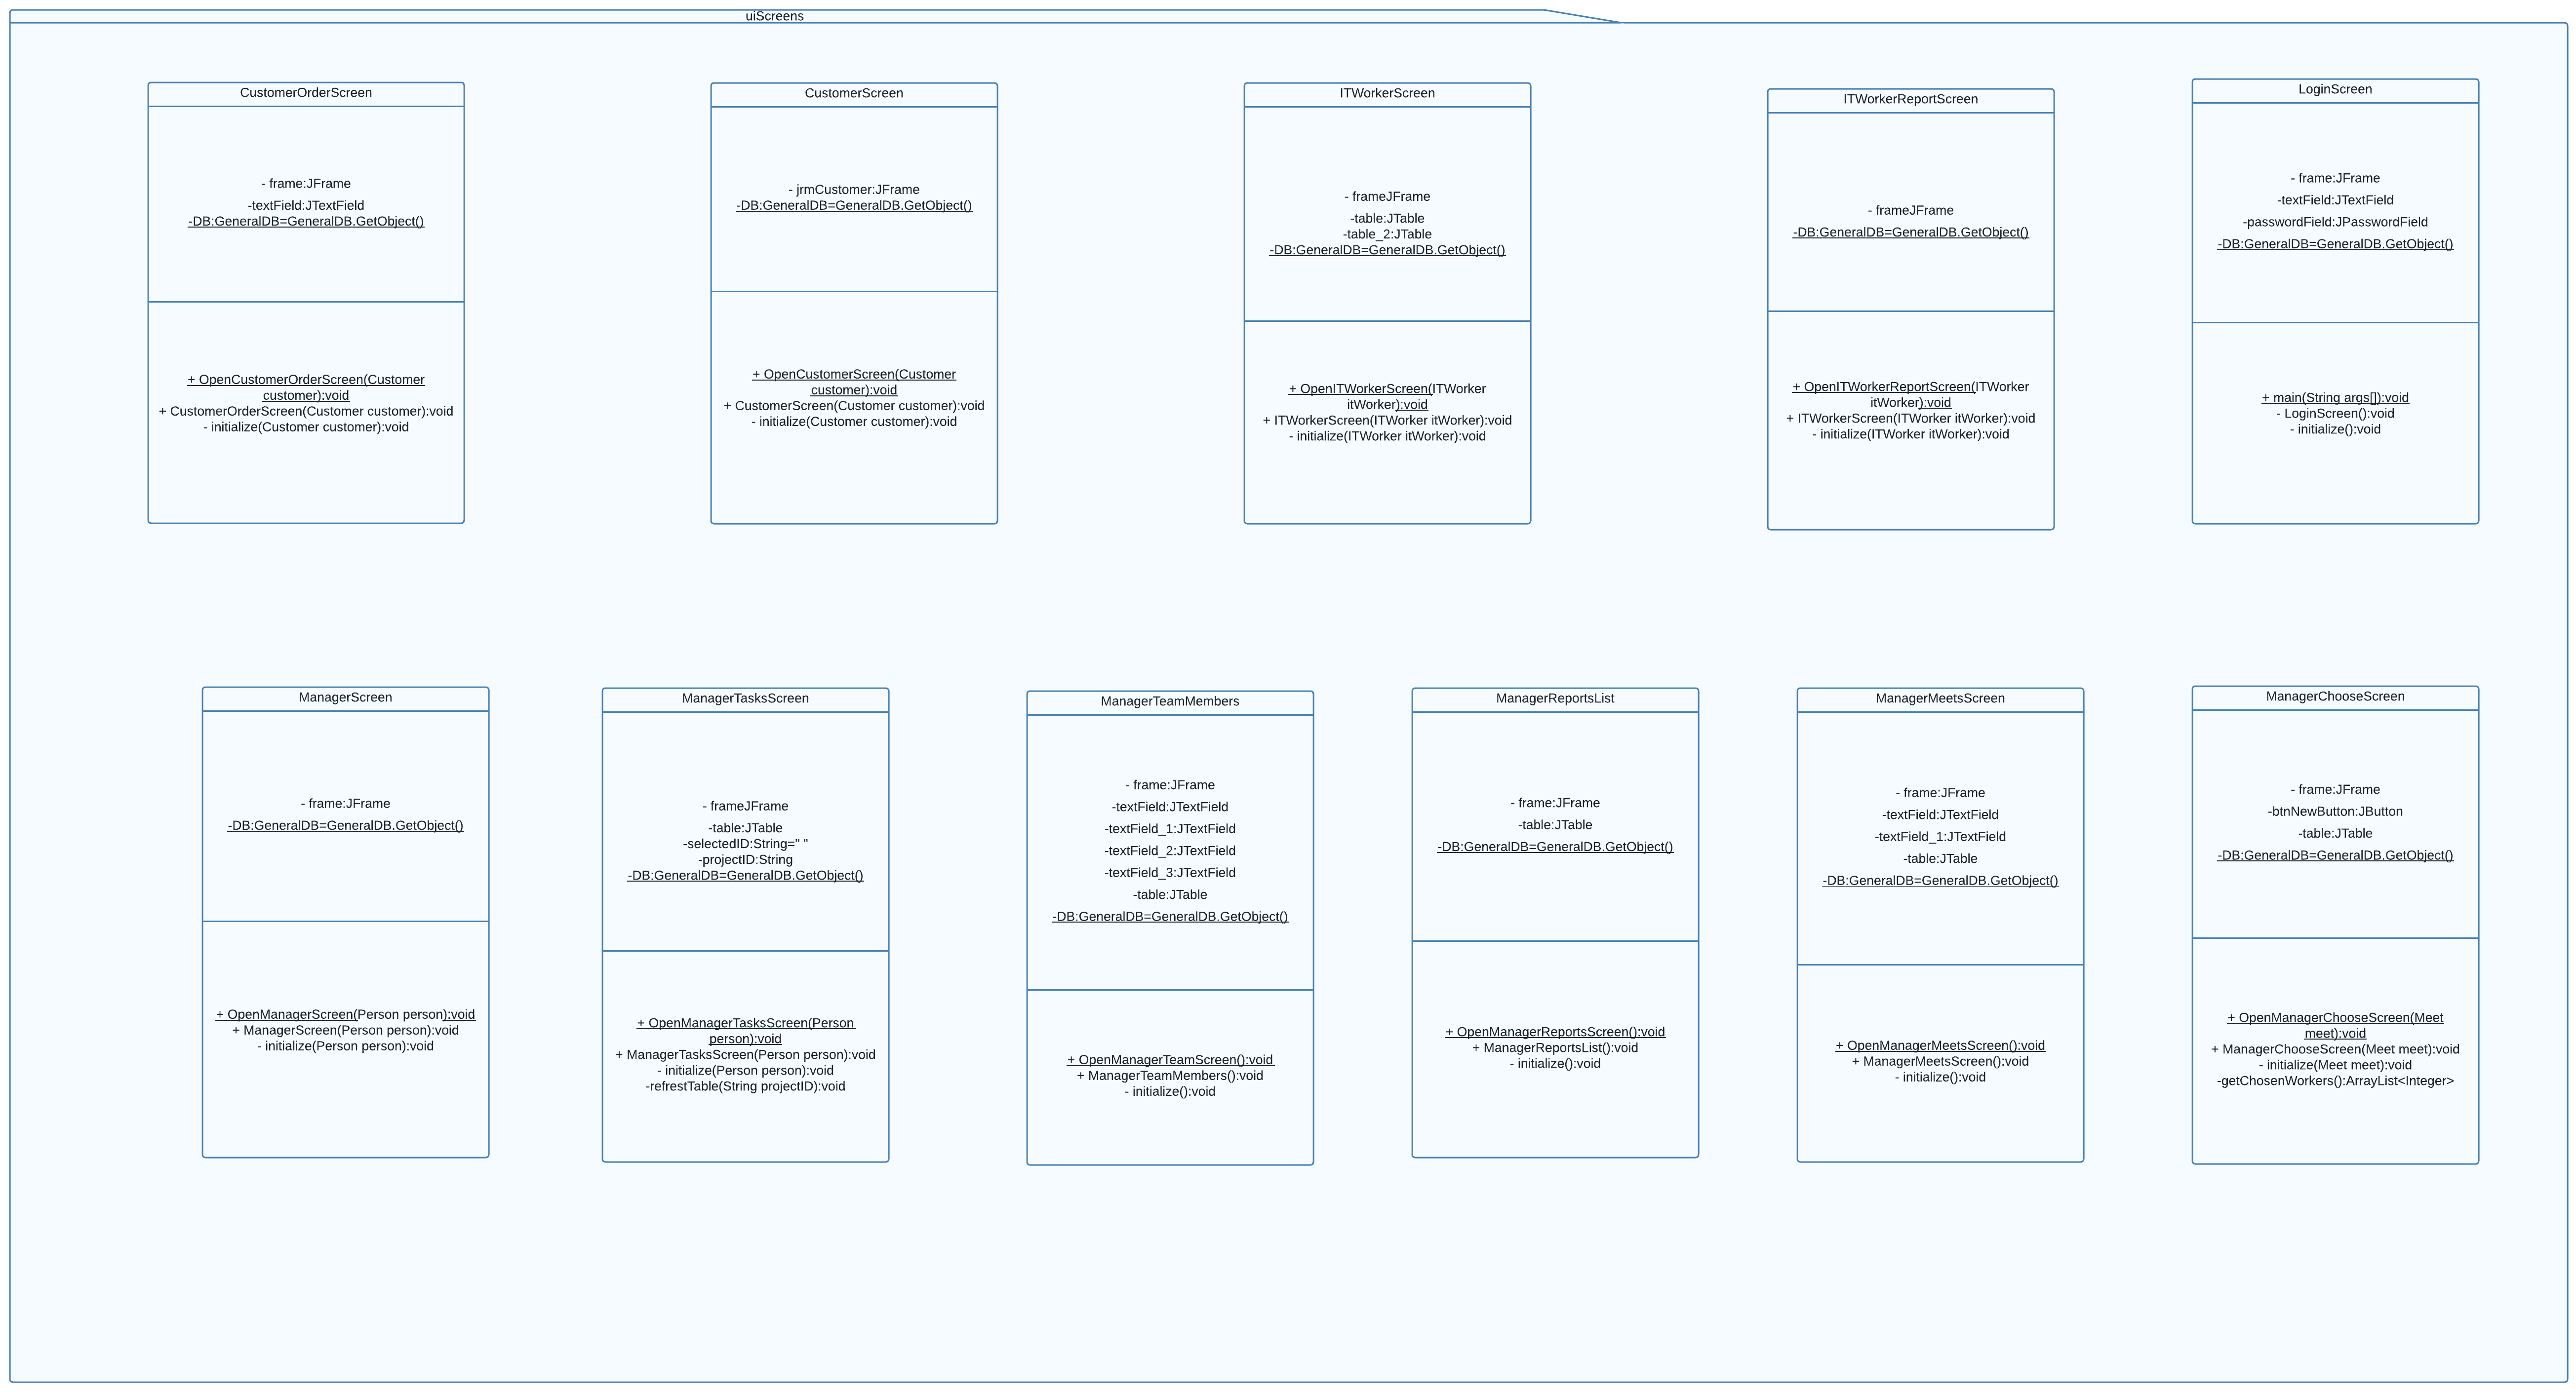 uiScreens
CustomerOrderScreen
- frame:JFrame
-textField:JTextField
-DB:GeneralDB=GeneralDB.GetObject()
+ OpenCustomerOrderScreen(Customer
customer):void
+ CustomerOrderScreen(Customer customer):void
- initialize(Customer customer):void
CustomerScreen
- jrmCustomer:JFrame
-DB:GeneralDB=GeneralDB.GetObject()
+ OpenCustomerScreen(Customer
customer):void
+ CustomerScreen(Customer customer):void
- initialize(Customer customer):void
ITWorkerScreen
- frameJFrame
-table:JTable
-table_2:JTable
-DB:GeneralDB=GeneralDB.GetObject()
+ OpenITWorkerScreen(ITWorker
itWorker):void
+ ITWorkerScreen(ITWorker itWorker):void
- initialize(ITWorker itWorker):void
ITWorkerReportScreen
- frameJFrame
-DB:GeneralDB=GeneralDB.GetObject()
+ OpenITWorkerReportScreen(ITWorker
itWorker):void
+ ITWorkerScreen(ITWorker itWorker):void
- initialize(ITWorker itWorker):void
LoginScreen
- frame:JFrame
-textField:JTextField
-passwordField:JPasswordField
-DB:GeneralDB=GeneralDB.GetObject()
+ main(String args[]):void
- LoginScreen():void
- initialize():void
ManagerScreen
- frame:JFrame
-DB:GeneralDB=GeneralDB.GetObject()
+ OpenManagerScreen(Person person):void
+ ManagerScreen(Person person):void
- initialize(Person person):void
ManagerTasksScreen
- frameJFrame
-table:JTable
-selectedID:String=" "
-projectID:String
-DB:GeneralDB=GeneralDB.GetObject()
+ OpenManagerTasksScreen(Person
person):void
+ ManagerTasksScreen(Person person):void
- initialize(Person person):void
-refrestTable(String projectID):void
ManagerTeamMembers
- frame:JFrame
-textField:JTextField
-textField_1:JTextField
-textField_2:JTextField
-textField_3:JTextField
-table:JTable
-DB:GeneralDB=GeneralDB.GetObject()
+ OpenManagerTeamScreen():void
+ ManagerTeamMembers():void
- initialize():void
ManagerReportsList
- frame:JFrame
-table:JTable
-DB:GeneralDB=GeneralDB.GetObject()
+ OpenManagerReportsScreen():void
+ ManagerReportsList():void
- initialize():void
ManagerMeetsScreen
- frame:JFrame
-textField:JTextField
-textField_1:JTextField
-table:JTable
-DB:GeneralDB=GeneralDB.GetObject()
+ OpenManagerMeetsScreen():void
+ ManagerMeetsScreen():void
- initialize():void
ManagerChooseScreen
- frame:JFrame
-btnNewButton:JButton
-table:JTable
-DB:GeneralDB=GeneralDB.GetObject()
+ OpenManagerChooseScreen(Meet
meet):void
+ ManagerChooseScreen(Meet meet):void
- initialize(Meet meet):void
-getChosenWorkers():ArrayList<Integer>